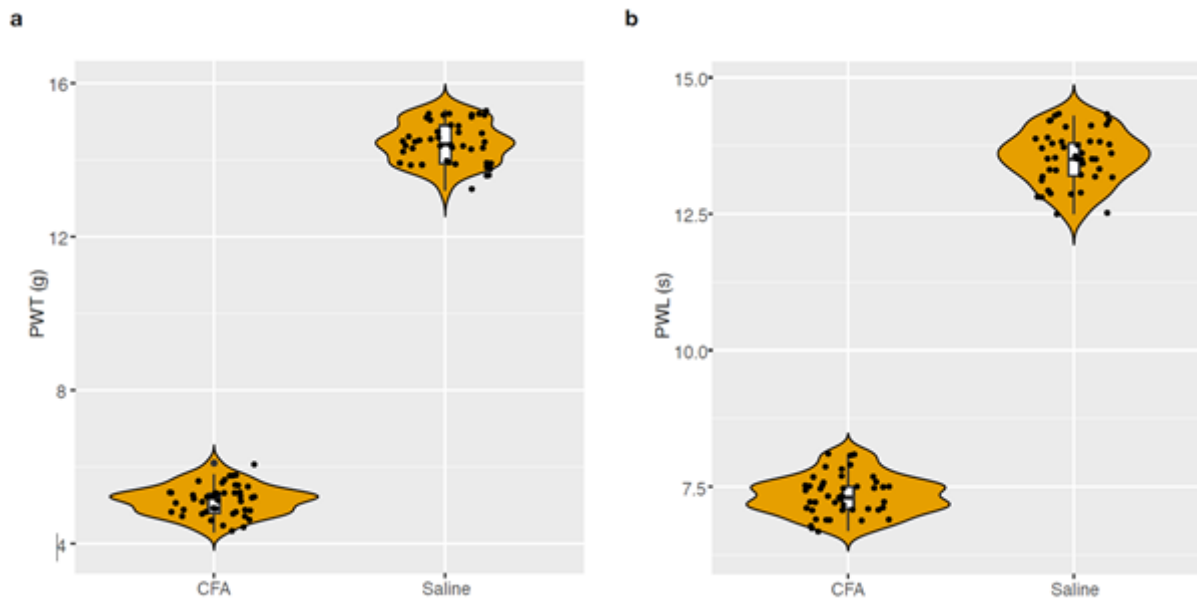 a
b
16
12
8
4
PWT (g)
CFA
Saline
15.0
12.5
10.0
7.5
PWL (s)
CFA
Saline